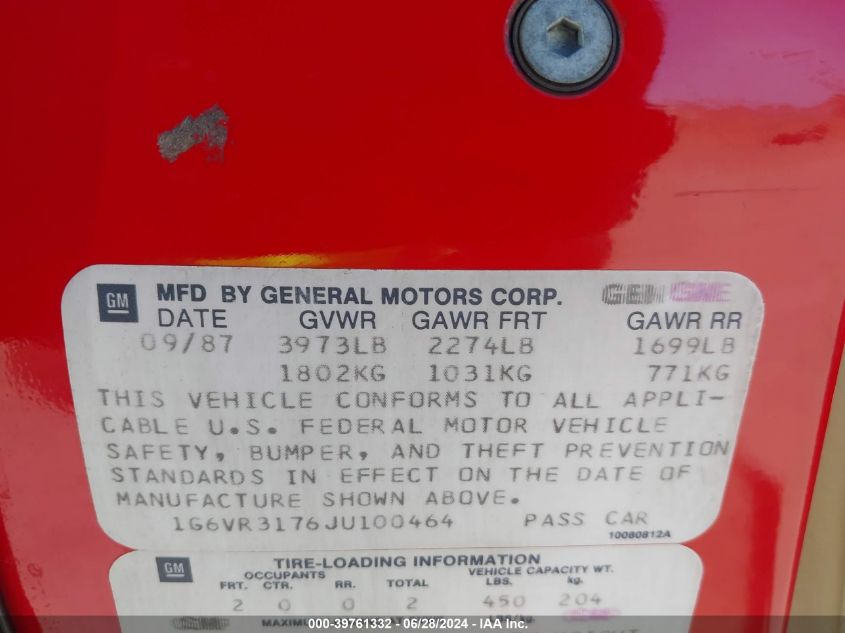 GM MFD BY GENERAL MOTORS CORP. GEN GME
DATE GVWR GAWR FRT GAWR RR
09/87 3973LB 2274LB 1699LB
1802KG 1031KG 771KG
THIS VEHICLE CONFORMS TO ALL APPLI-
CABLE U.S. FEDERAL MOTOR VEHICLE
SAFETY, BUMPER, AND THEFT PREVENTION
STANDARDS IN EFFECT ON THE DATE OF
MANUFACTURE SHOWN ABOVE.
1G6VR3176JU100464 PASS CAR
10080812A
GM TIRE-LOADING INFORMATION
OCCUPANTS VEHICLE CAPACITY WT.
FRT. CTR. RR. TOTAL LBS. kg.
2 0 0 2 450 204
000-39761332 / 06/28/2024 - IAA Inc.